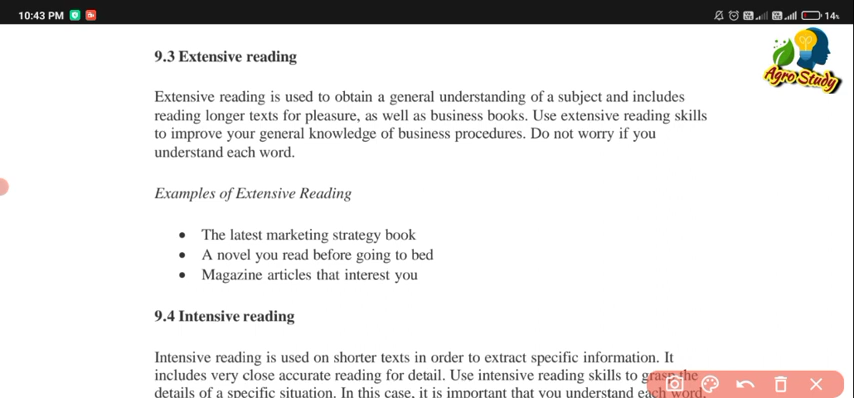 10:43 PM
14%
Agro Study
9.3 Extensive reading
Extensive reading is used to obtain a general understanding of a subject and includes
reading longer texts for pleasure, as well as business books. Use extensive reading skills
to improve your general knowledge of business procedures. Do not worry if you
understand each word.
Examples of Extensive Reading
• The latest marketing strategy book
• A novel you read before going to bed
• Magazine articles that interest you
9.4 Intensive reading
Intensive reading is used on shorter texts in order to extract specific information. It
includes very close accurate reading for detail. Use intensive reading skills to grasp the
details of a specific situation. In this case, it is important that you understand each word,